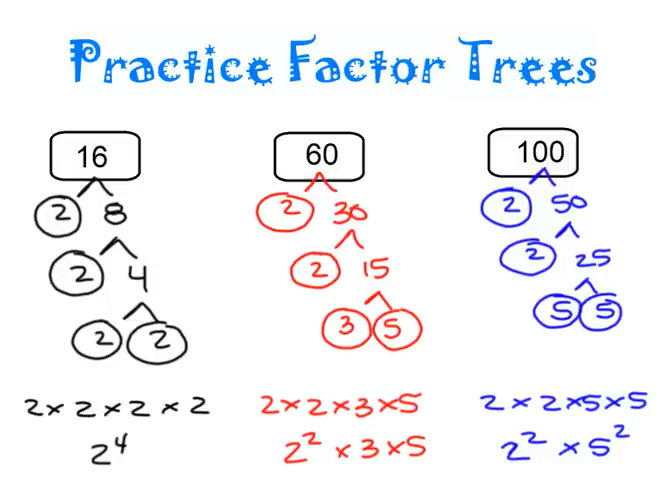 Practice Factor Trees
16
2 8
2 4
2 2
2 × 2 × 2 × 2
2⁴
60
2 30
2 15
3 5
2 × 2 × 3 × 5
2² × 3 × 5
100
2 50
2 25
5 5
2 × 2 × 5 × 5
2² × 5²